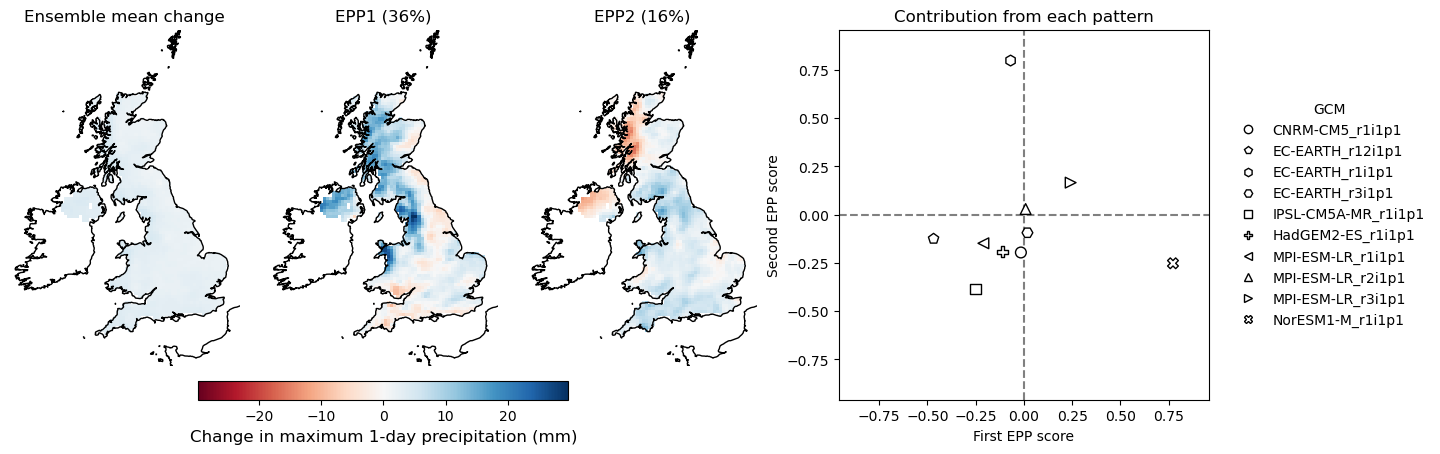 Ensemble mean change
EPP1 (36%)
EPP2 (16%)
Contribution from each pattern
−20
−10
0
10
20
Change in maximum 1-day precipitation (mm)
Second EPP score
0.75
0.50
0.25
0.00
−0.25
−0.50
−0.75
−0.75
−0.50
−0.25
0.00
0.25
0.50
0.75
First EPP score
GCM
CNRM-CM5_r1i1p1
EC-EARTH_r12i1p1
EC-EARTH_r1i1p1
EC-EARTH_r3i1p1
IPSL-CM5A-MR_r1i1p1
HadGEM2-ES_r1i1p1
MPI-ESM-LR_r1i1p1
MPI-ESM-LR_r2i1p1
MPI-ESM-LR_r3i1p1
NorESM1-M_r1i1p1